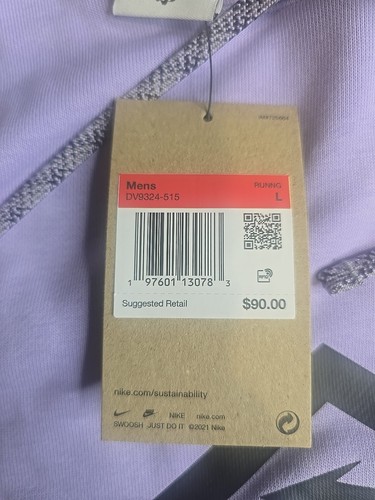 Mens
RUNNG
DV9324-515
L
1 97601 13078 3
Suggested Retail
$90.00
nike.com/sustainability
NIKE nike.com
SWOOSH JUST DO IT ©2021 Nike